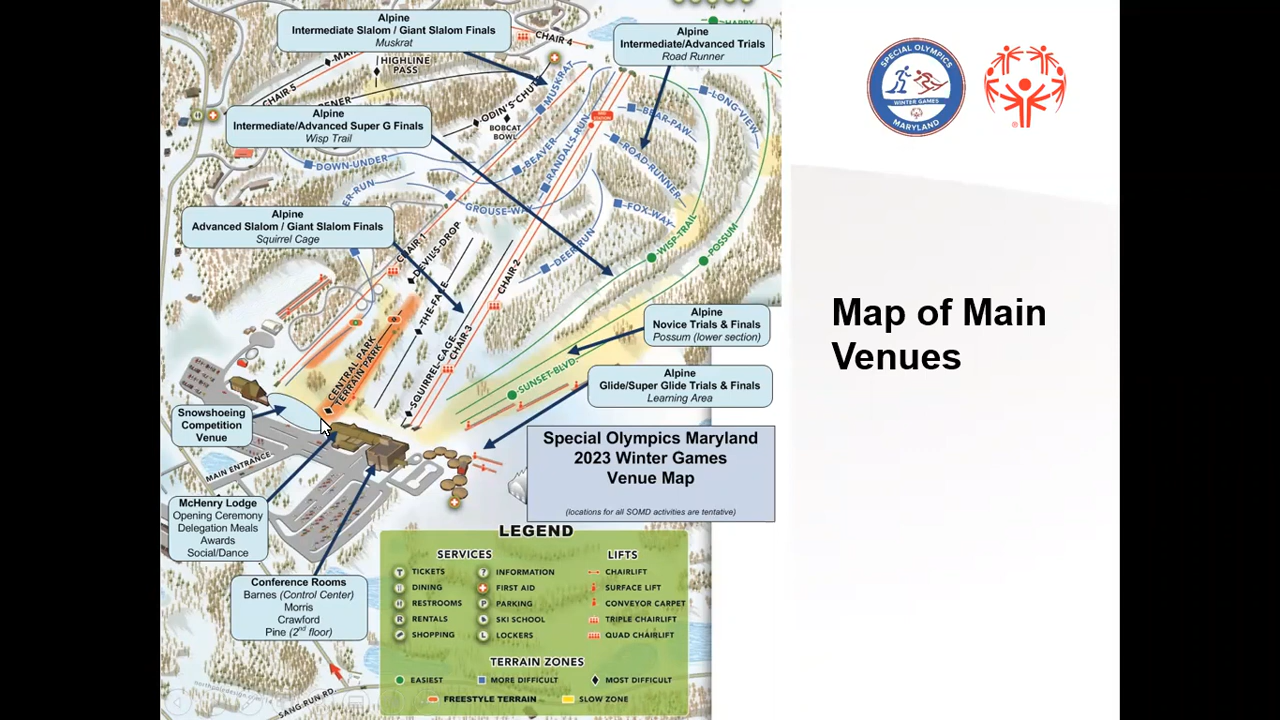 Alpine
Intermediate Slalom / Giant Slalom Finals
Muskrat
Alpine
Intermediate/Advanced Trials
Road Runner
CHAIR 4
HAPPY
HIGHLINE
PASS
CHAIR 5
Alpine
Intermediate/Advanced Super G Finals
Wisp Trail
ODIN'S-CHUTE
MUSKRAT
BOBCAT
BOWL
LONG-VIEW
BEAR-PAW
ROAD-RUNNER
RANDAL'S-RUN
BEAVER
DOWN-UNDER
FOX-WAY
WISP-TRAIL
POSSUM
DEER-RUN
Alpine
Advanced Slalom / Giant Slalom Finals
Squirrel Cage
CHAIR 1
DEVIL'S-DROP
THE-FACE
CHAIR-2
CHAIR 3
SQUIRREL-CAGE
CENTRAL PARK
TERRAIN PARK
SUNSET-BLVD.
Alpine
Novice Trials & Finals
Possum (lower section)
Alpine
Glide/Super Glide Trials & Finals
Learning Area
Snowshoeing
Competition
Venue
MAIN ENTRANCE
McHenry Lodge
Opening Ceremony
Delegation Meals
Awards
Social/Dance
Conference Rooms
Barnes (Control Center)
Morris
Crawford
Pine (2nd floor)
SANG RUN RD.
Special Olympics Maryland
2023 Winter Games
Venue Map
(locations for all SOMD activities are tentative)
LEGEND
SERVICES
LIFTS
TICKETS
INFORMATION
CHAIRLIFT
DINING
FIRST AID
SURFACE LIFT
RESTROOMS
PARKING
CONVEYOR CARPET
RENTALS
SKI SCHOOL
TRIPLE CHAIRLIFT
SHOPPING
LOCKERS
QUAD CHAIRLIFT
TERRAIN ZONES
EASIEST
MORE DIFFICULT
MOST DIFFICULT
FREESTYLE TERRAIN
SLOW ZONE
SPECIAL OLYMPICS
WINTER GAMES
MARYLAND
Map of Main
Venues